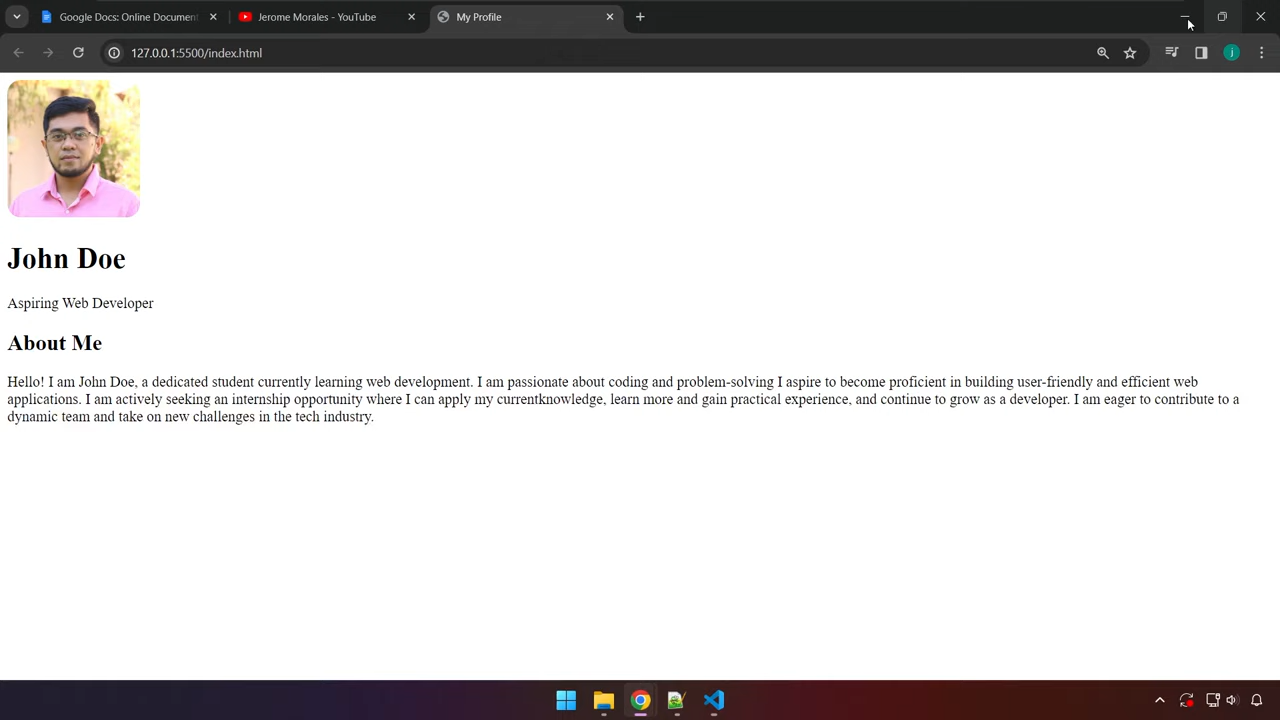 Google Docs: Online Document
Jerome Morales - YouTube
My Profile
127.0.0.1:5500/index.html
j
John Doe
Aspiring Web Developer
About Me
Hello! I am John Doe, a dedicated student currently learning web development. I am passionate about coding and problem-solving I aspire to become proficient in building user-friendly and efficient web
applications. I am actively seeking an internship opportunity where I can apply my currentknowledge, learn more and gain practical experience, and continue to grow as a developer. I am eager to contribute to a
dynamic team and take on new challenges in the tech industry.